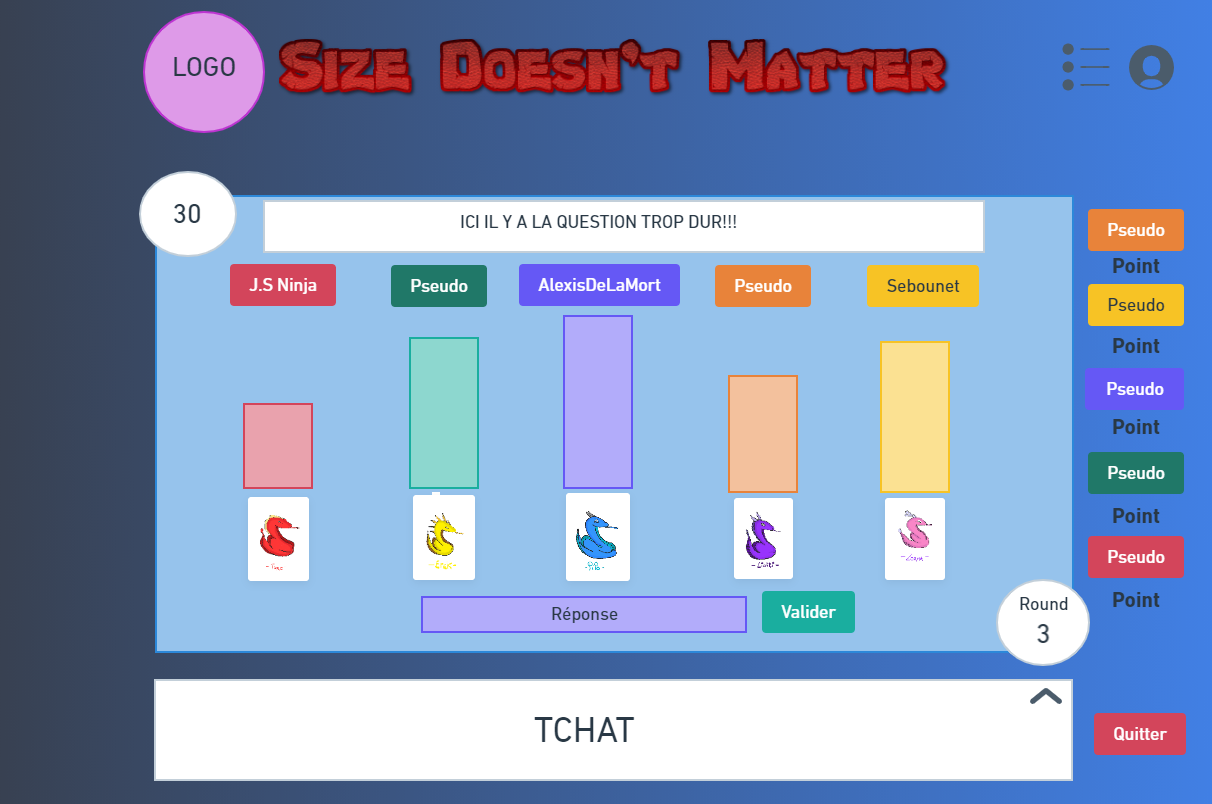 LOGO
Size Doesn't Matter
30
ICI IL Y A LA QUESTION TROP DUR!!!
J.S Ninja
Pseudo
AlexisDeLaMort
Pseudo
Sebounet
Réponse
Valider
Round
3
Pseudo
Point
Pseudo
Point
Pseudo
Point
Pseudo
Point
Pseudo
Point
TCHAT
Quitter